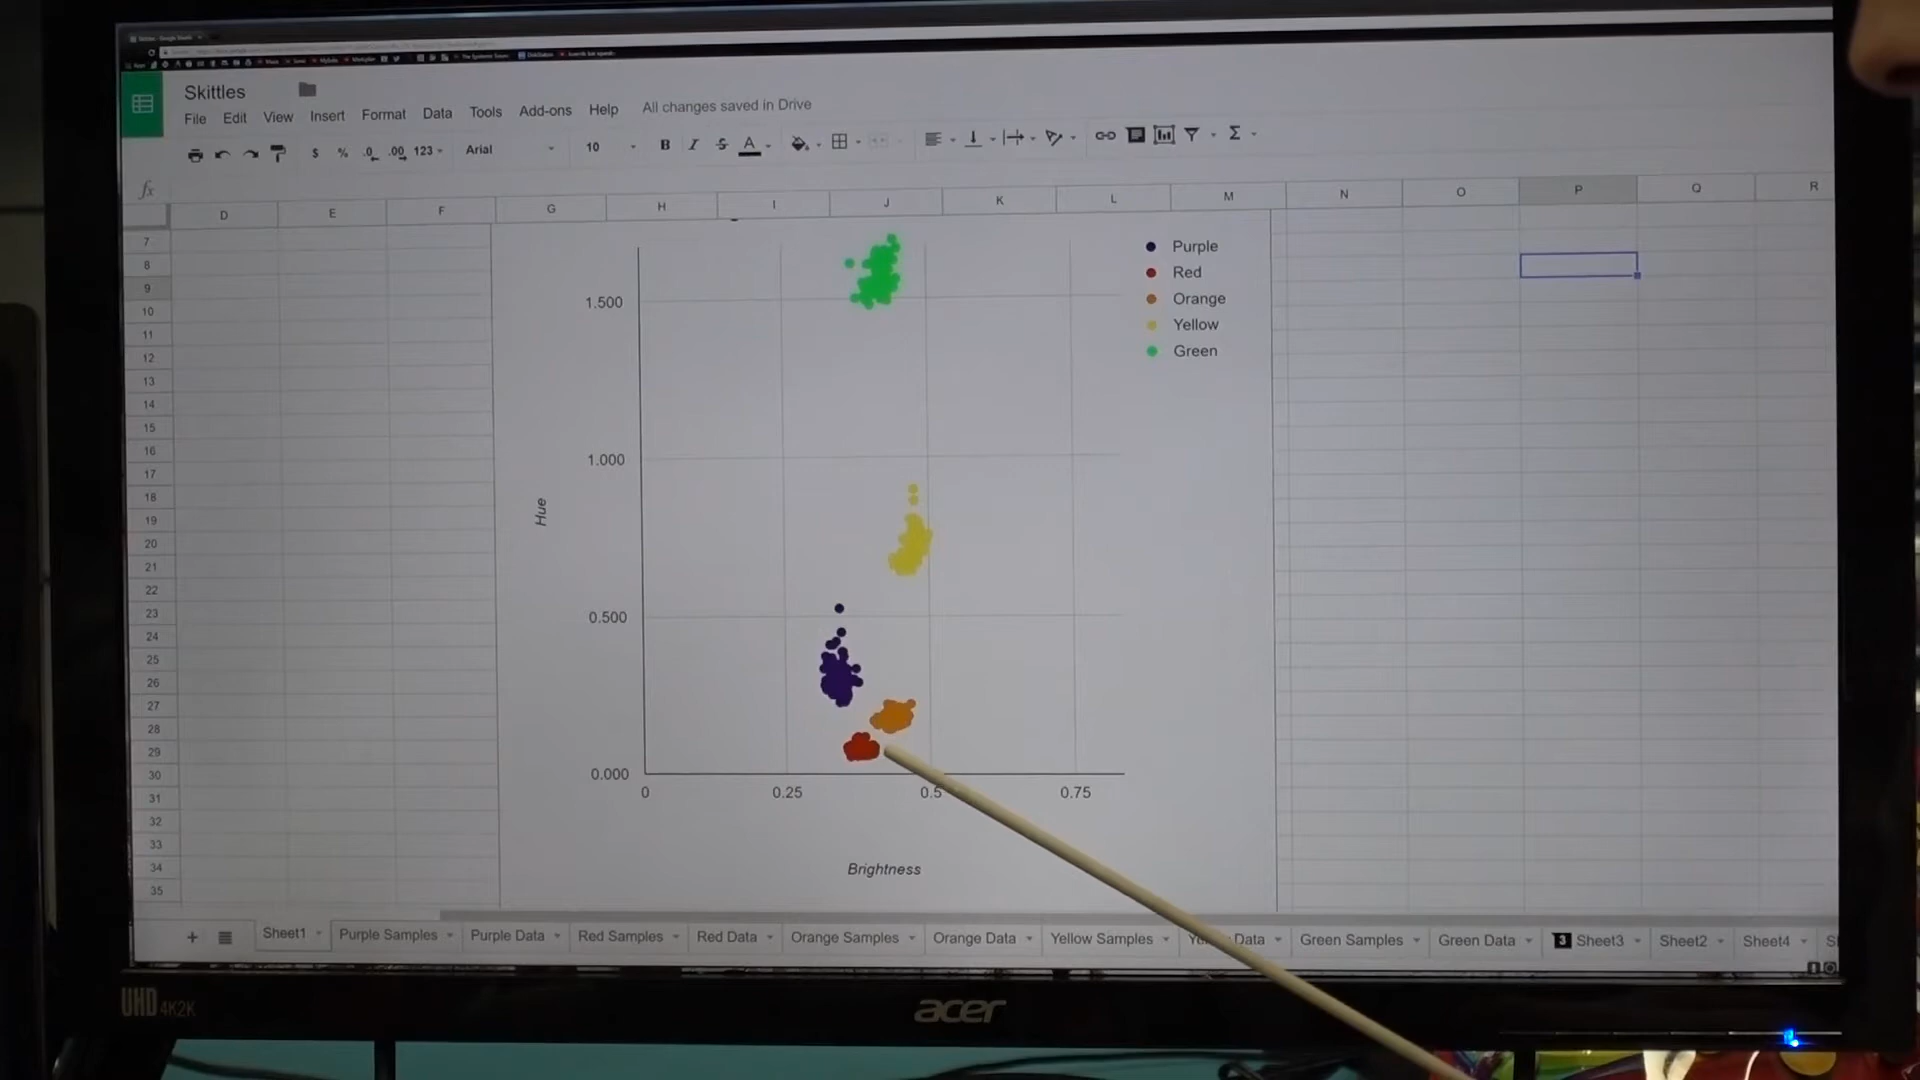 Skittles
File Edit View Insert Format Data Tools Add-ons Help All changes saved in Drive
$ % .0 .00 123 Arial 10 B I S A Σ
fx
D E F G H I J K L M N O P Q R
7
8
9
10
11
12
13
14
15
16
17
18
19
20
21
22
23
24
25
26
27
28
29
30
31
32
33
34
35
Purple
Red
Orange
Yellow
Green
1.500
1.000
0.500
0.000
Hue
0 0.25 0.5 0.75
Brightness
+ Sheet1 Purple Samples Purple Data Red Samples Red Data Orange Samples Orange Data Yellow Samples Data Green Samples Green Data 3 Sheet3 Sheet2 Sheet4
UHD 4K2K
acer